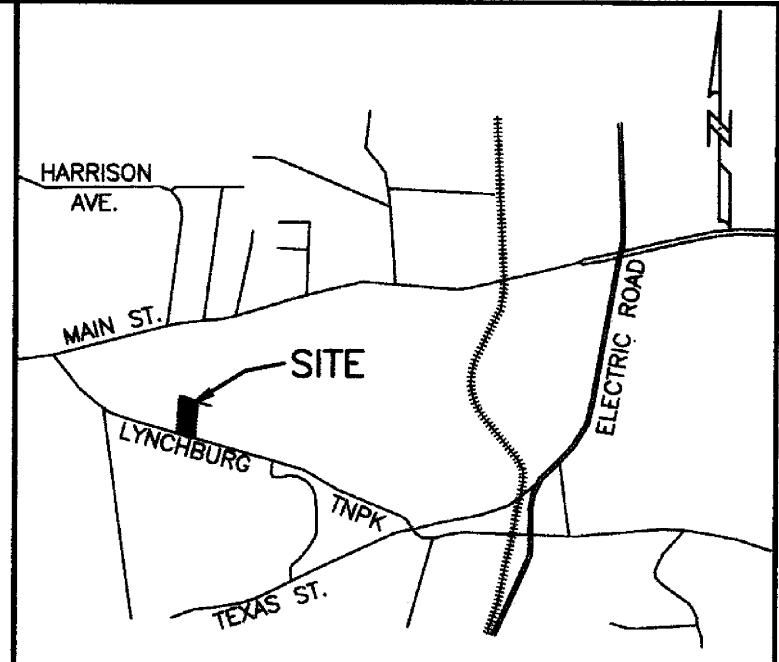 HARRISON
AVE.
N
MAIN ST.
SITE
ELECTRIC ROAD
LYNCHBURG
TNPK
TEXAS ST.